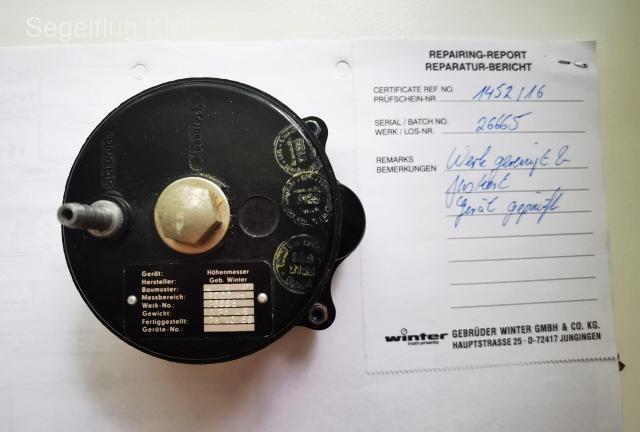 Segelflug
REPAIRING-REPORT
REPARATUR-BERICHT
CERTIFICATE REF. NO.
PRÜFSCHEIN-NR. 1452/16
SERIAL / BATCH NO.
WERK / LOS-NR. 26665
REMARKS
BEMERKUNGEN
Werk gereinigt &
justiert
Gerät geprüft
winter
instruments
GEBRÜDER WINTER GMBH & CO. KG.
HAUPTSTRASSE 25 · D-72417 JUNGINGEN
Gerät: Höhenmesser
Hersteller: Geb. Winter
Baumuster:
Messbereich:
Werk-No.:
Gewicht:
Fertiggestellt:
Geräte-No.: